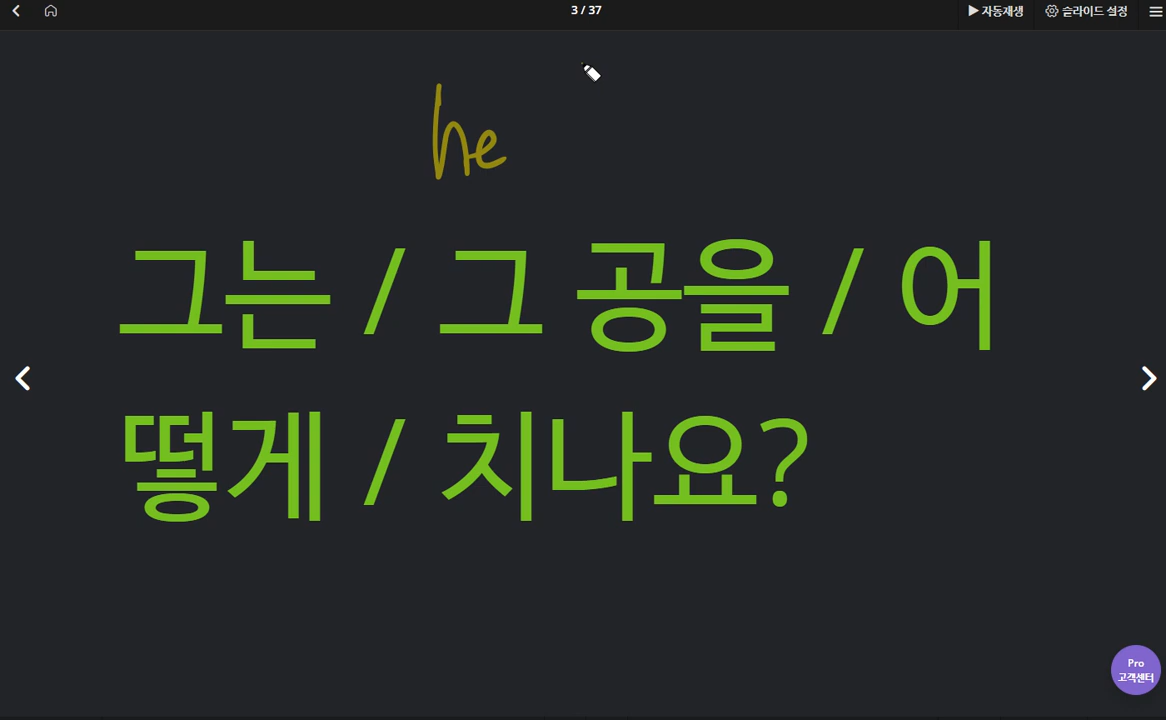 3 / 37
▶ 자동재생
슬라이드 설정
he
그는 / 그 공을 / 어
떻게 / 치나요?
Pro
고객센터